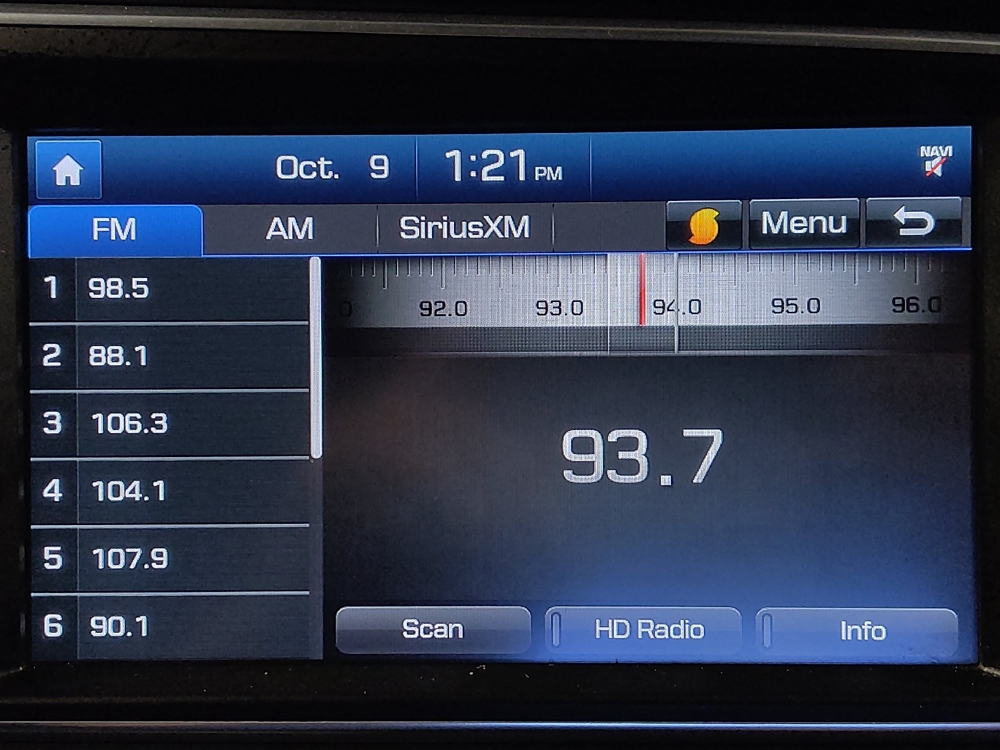 Oct. 9 1:21 PM NAVI
FM AM SiriusXM Menu
1 98.5
2 88.1
3 106.3
4 104.1
5 107.9
6 90.1
0 92.0 93.0 94.0 95.0 96.0
93.7
Scan HD Radio Info